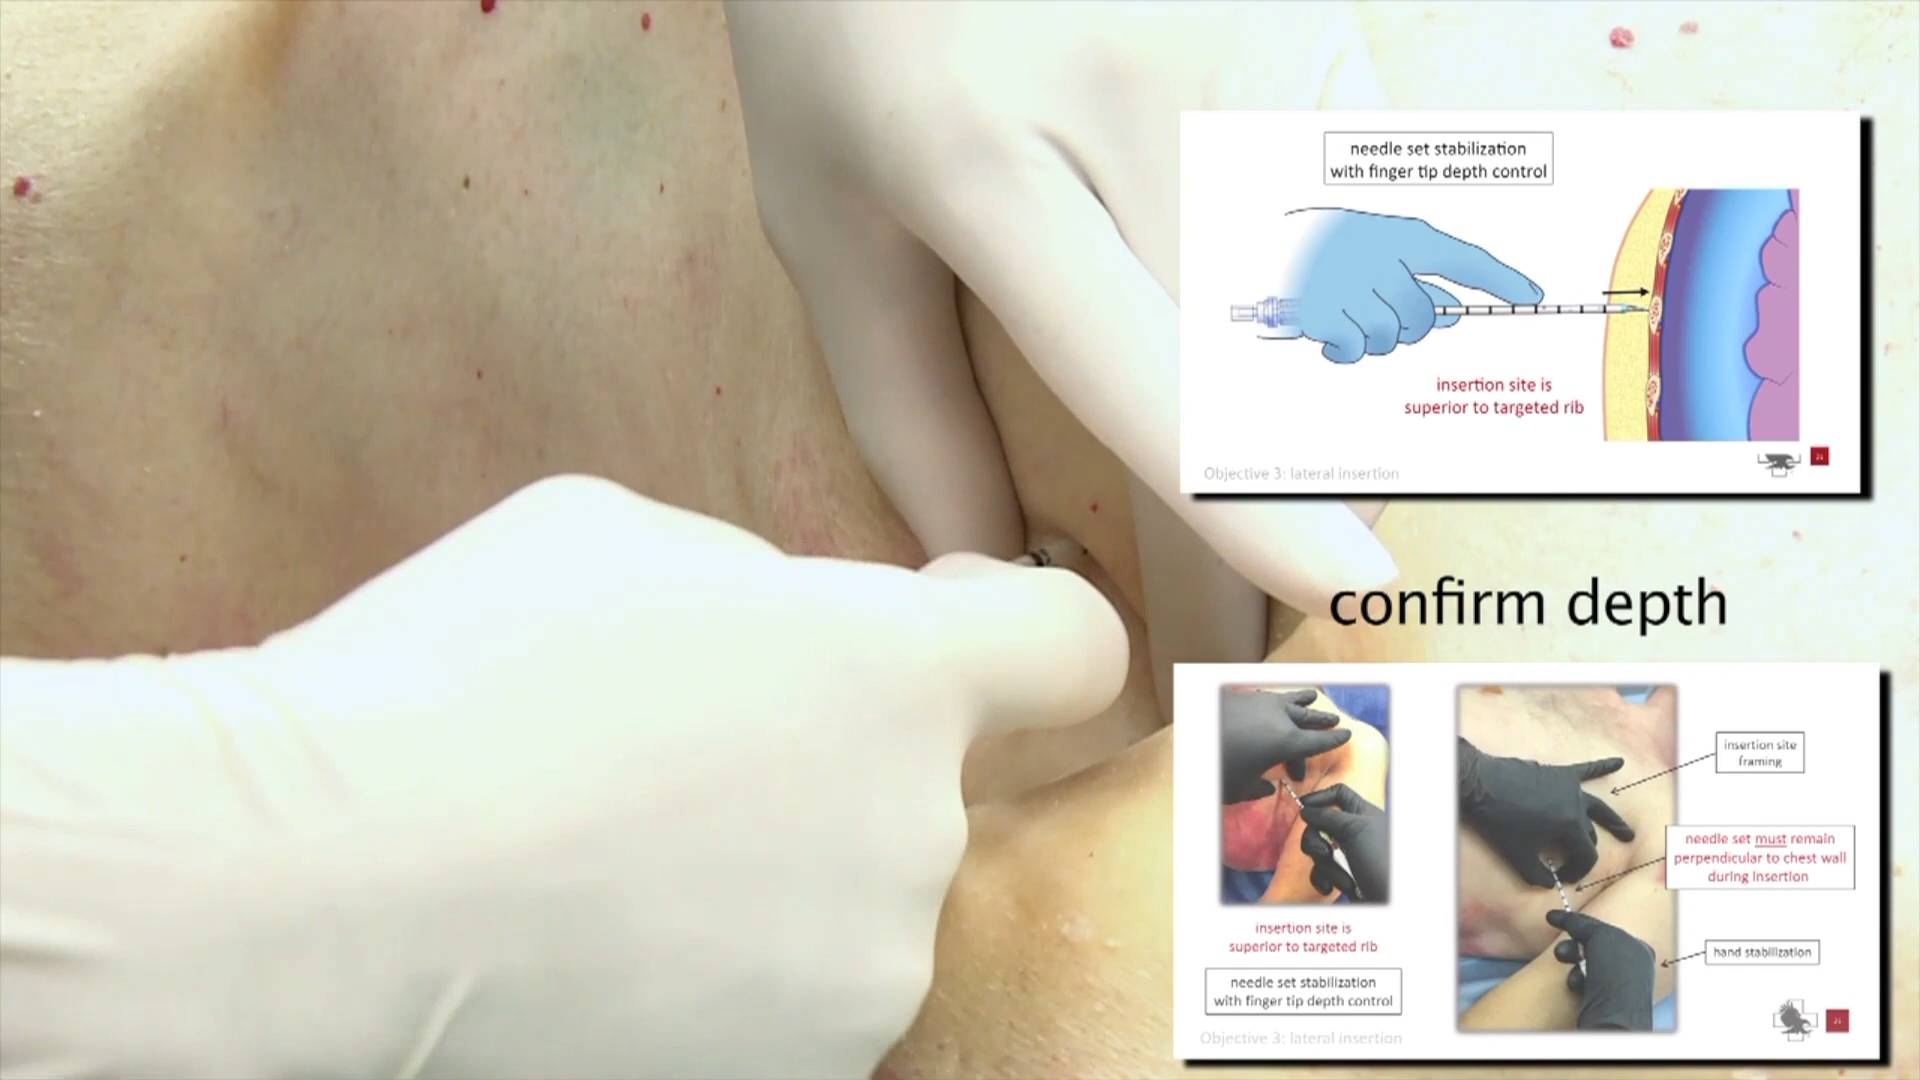 needle set stabilization
with finger tip depth control
insertion site is
superior to targeted rib
Objective 3: lateral insertion
21
confirm depth
insertion site
framing
needle set must remain
perpendicular to chest wall
during insertion
hand stabilization
insertion site is
superior to targeted rib
needle set stabilization
with finger tip depth control
Objective 3: lateral insertion
21